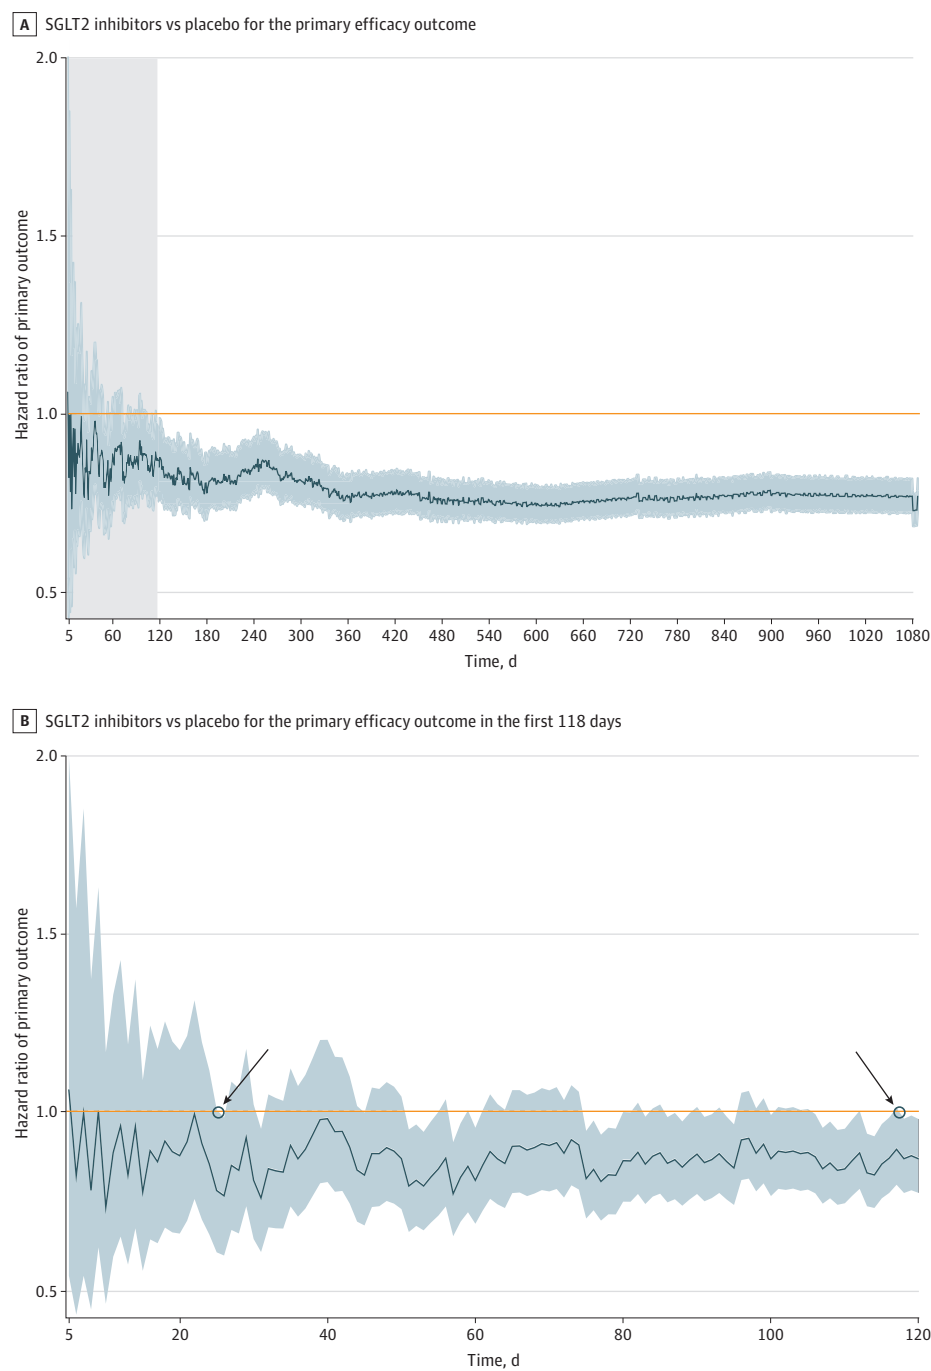 A SGLT2 inhibitors vs placebo for the primary efficacy outcome
2.0
1.5
1.0
0.5
Hazard ratio of primary outcome
5 60 120 180 240 300 360 420 480 540 600 660 720 780 840 900 960 1020 1080
Time, d
B SGLT2 inhibitors vs placebo for the primary efficacy outcome in the first 118 days
2.0
1.5
1.0
0.5
Hazard ratio of primary outcome
5 20 40 60 80 100 120
Time, d